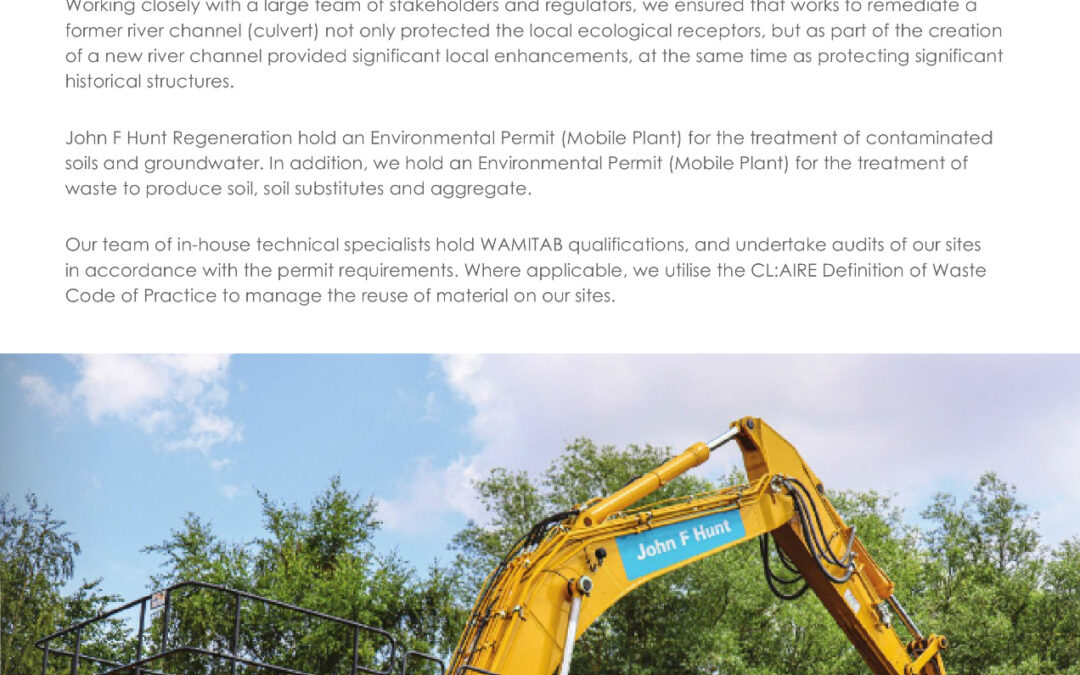 Working closely with a large team of stakeholders and regulators, we ensured that works to remediate a
former river channel (culvert) not only protected the local ecological receptors, but as part of the creation
of a new river channel provided significant local enhancements, at the same time as protecting significant
historical structures.
John F Hunt Regeneration hold an Environmental Permit (Mobile Plant) for the treatment of contaminated
soils and groundwater. In addition, we hold an Environmental Permit (Mobile Plant) for the treatment of
waste to produce soil, soil substitutes and aggregate.
Our team of in-house technical specialists hold WAMITAB qualifications, and undertake audits of our sites
in accordance with the permit requirements. Where applicable, we utilise the CL:AIRE Definition of Waste
Code of Practice to manage the reuse of material on our sites.
John F Hunt